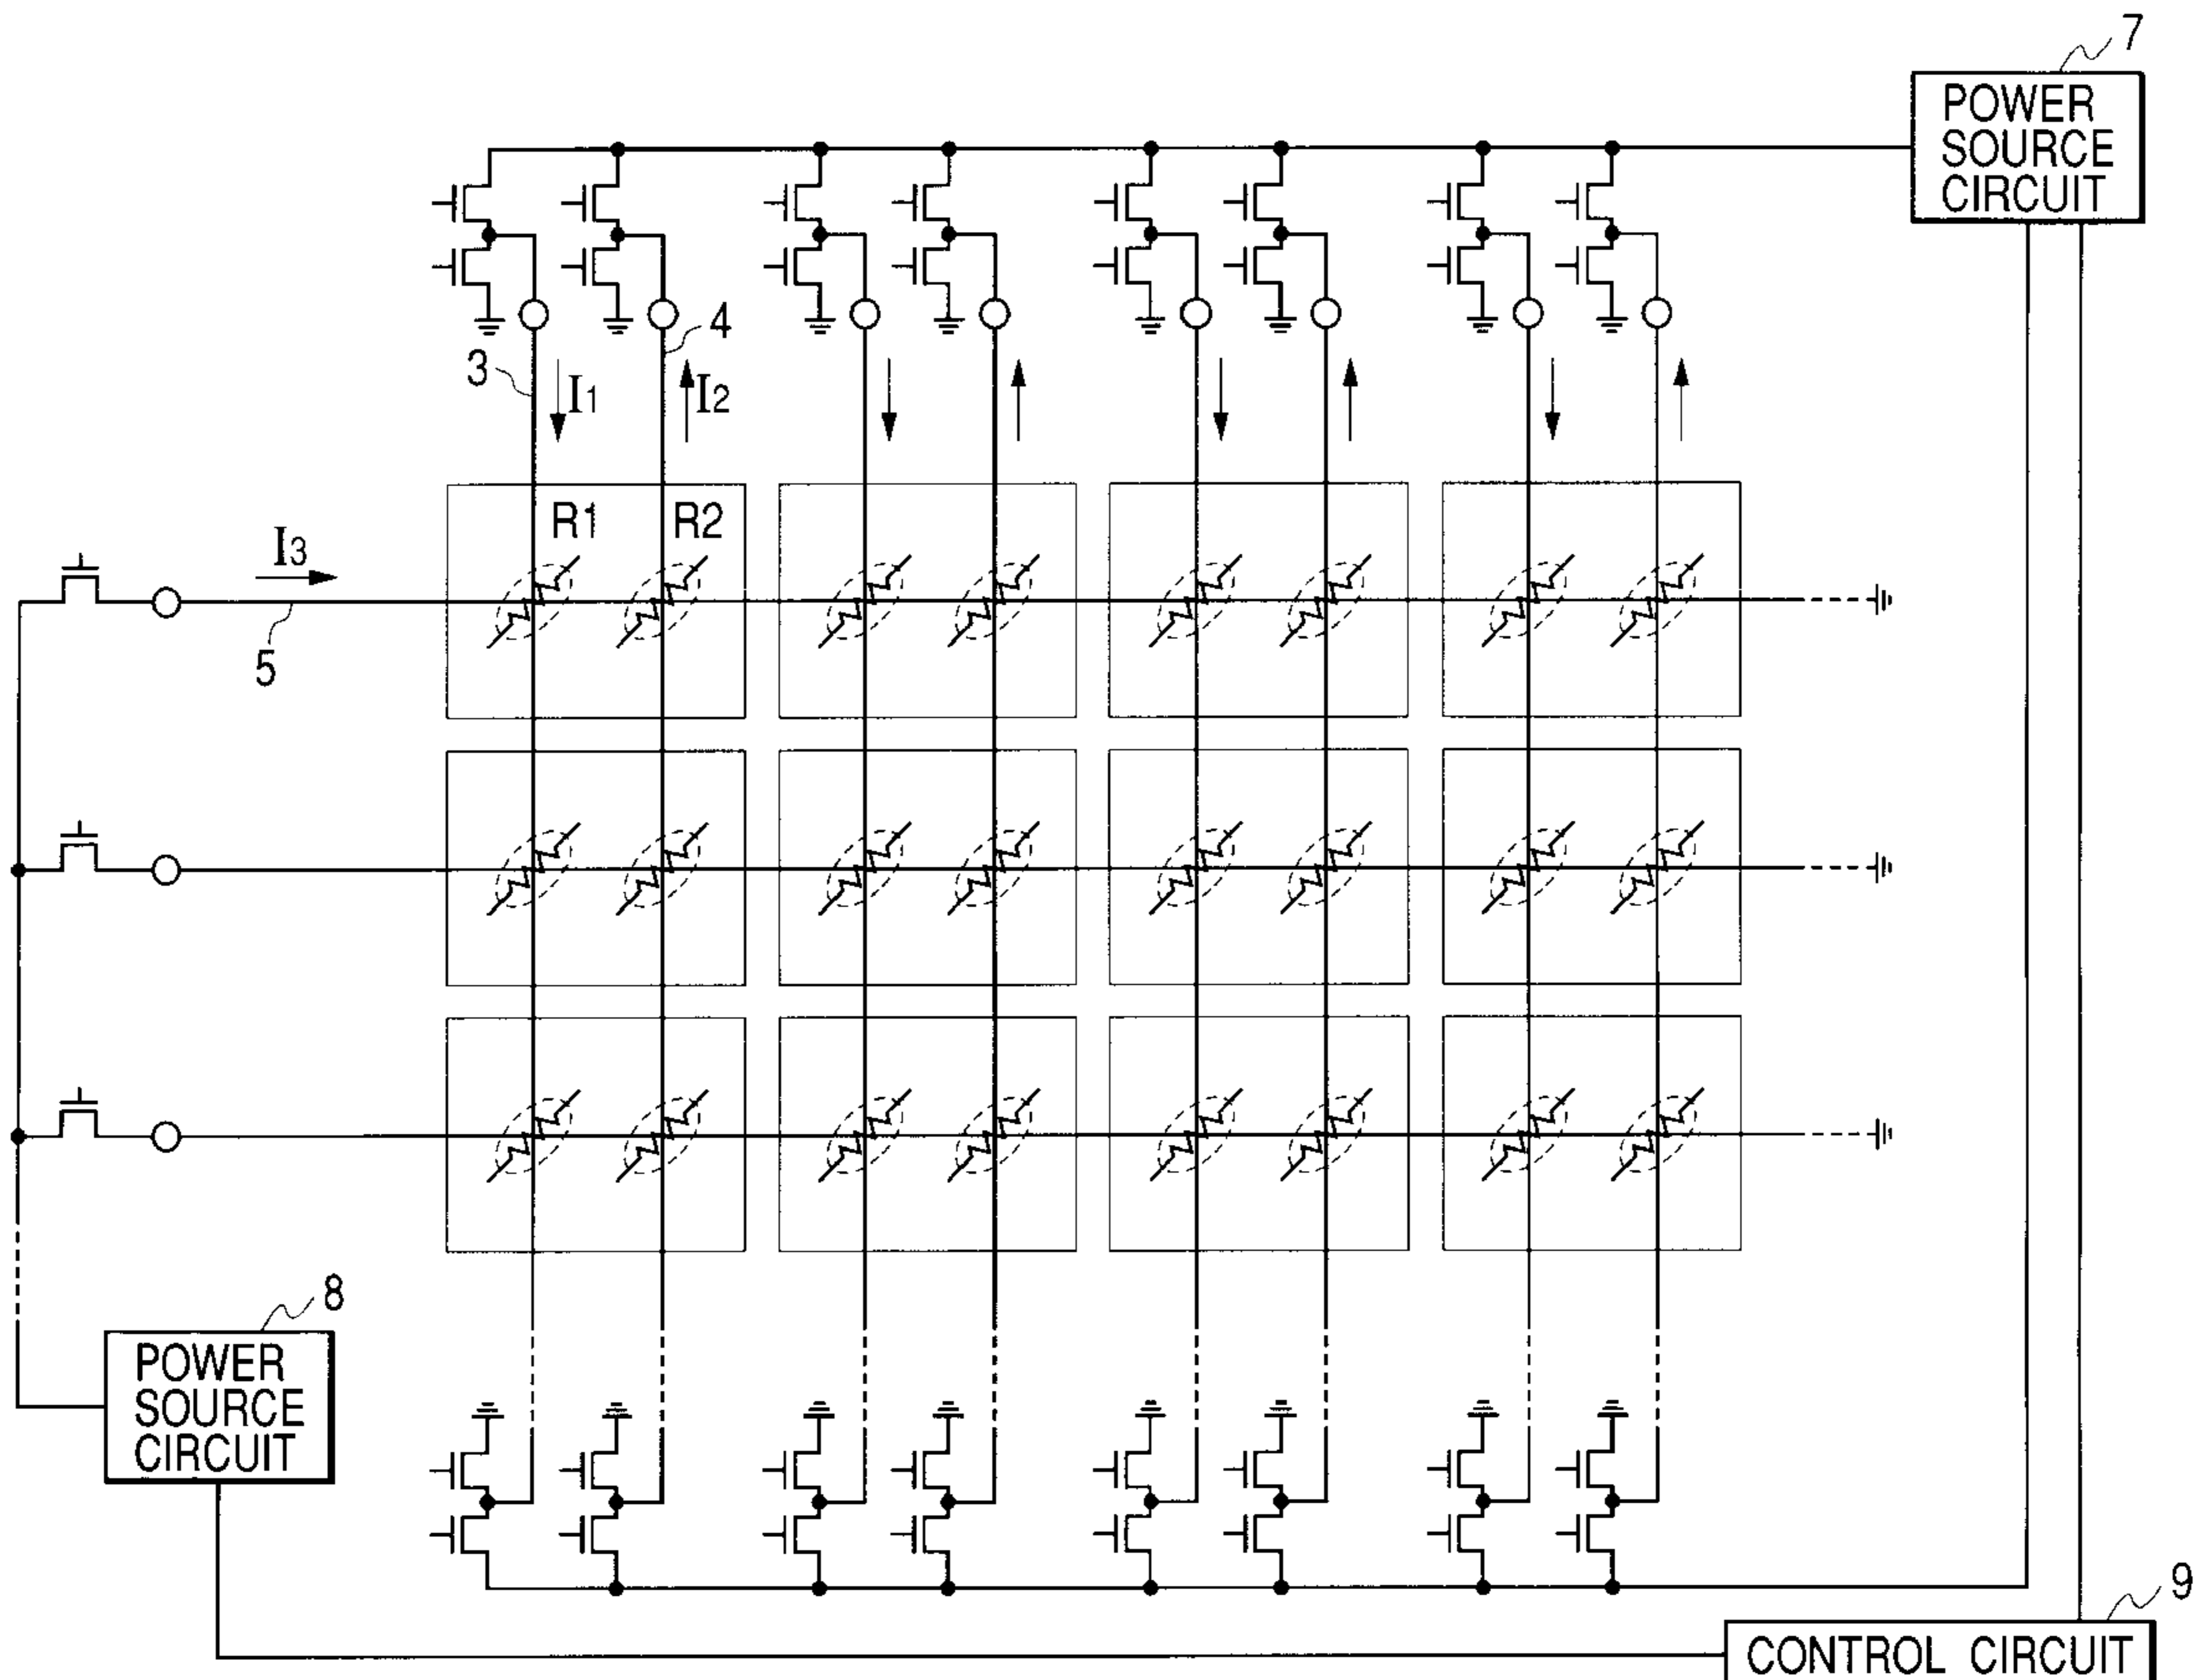 7
POWER
SOURCE
CIRCUIT
4
3
I1
I2
R1
R2
I3
5
8
POWER
SOURCE
CIRCUIT
9
CONTROL CIRCUIT